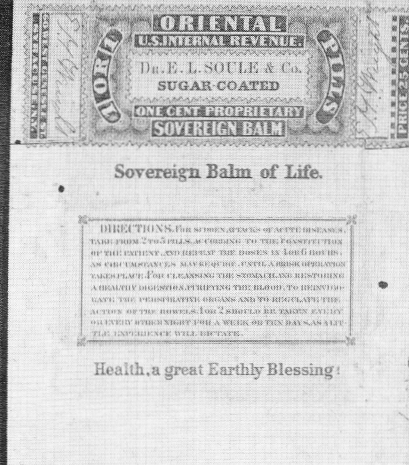 ORIENTAL
U.S. INTERNAL REVENUE.
DR. E. L. SOULE & Co.
SUGAR-COATED
PILLS
ONE CENT PROPRIETARY
SOVEREIGN BALM
PRICE 25 CENTS
Sovereign Balm of Life.
DIRECTIONS. FOR SUDDEN ATTACKS OF ACUTE DISEASES,
TAKE FROM 2 TO 5 PILLS, ACCORDING TO THE CONSTITUTION
OF THE PATIENT, AND REPEAT THE DOSES IN 4 OR 6 HOURS,
AS CIRCUMSTANCES MAY REQUIRE, UNTIL A BRISK OPERATION
TAKES PLACE. FOR CLEANSING THE STOMACH, AND RESTORING
A HEALTHY DIGESTION, PURIFYING THE BLOOD, TO REINVIGO-
RATE THE PERSPIRATIVE ORGANS AND TO REGULATE THE
ACTION OF THE BOWELS, 1 OR 2 SHOULD BE TAKEN EVERY
OR EVERY OTHER NIGHT FOR A WEEK OR TEN DAYS, AS A LIT
TLE EXPERIENCE WILL DICTATE.
Health, a great Earthly Blessing!